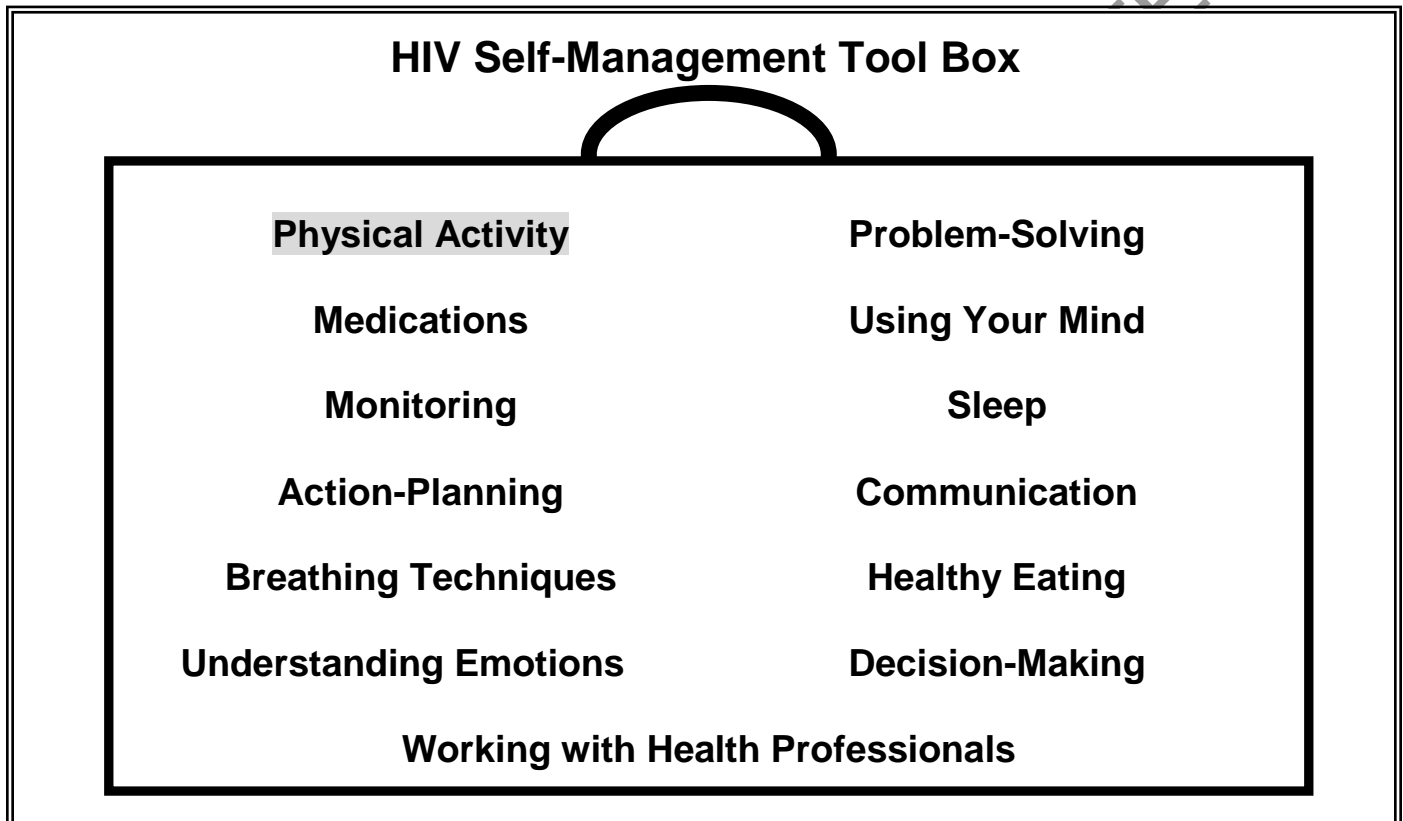 HIV Self-Management Tool Box
Physical Activity Problem-Solving
Medications Using Your Mind
Monitoring Sleep
Action-Planning Communication
Breathing Techniques Healthy Eating
Understanding Emotions Decision-Making
Working with Health Professionals